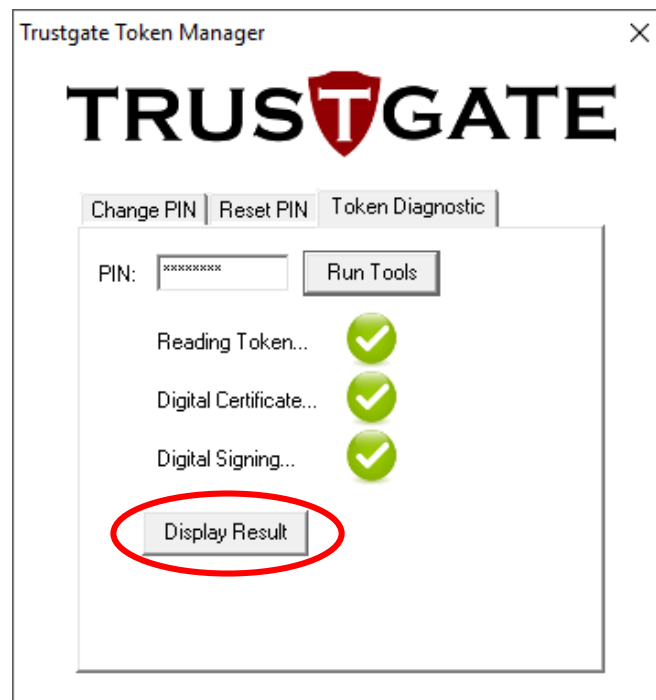 Trustgate Token Manager
TRUSTGATE
Change PIN Reset PIN Token Diagnostic
PIN: ******** Run Tools
Reading Token...
Digital Certificate...
Digital Signing...
Display Result